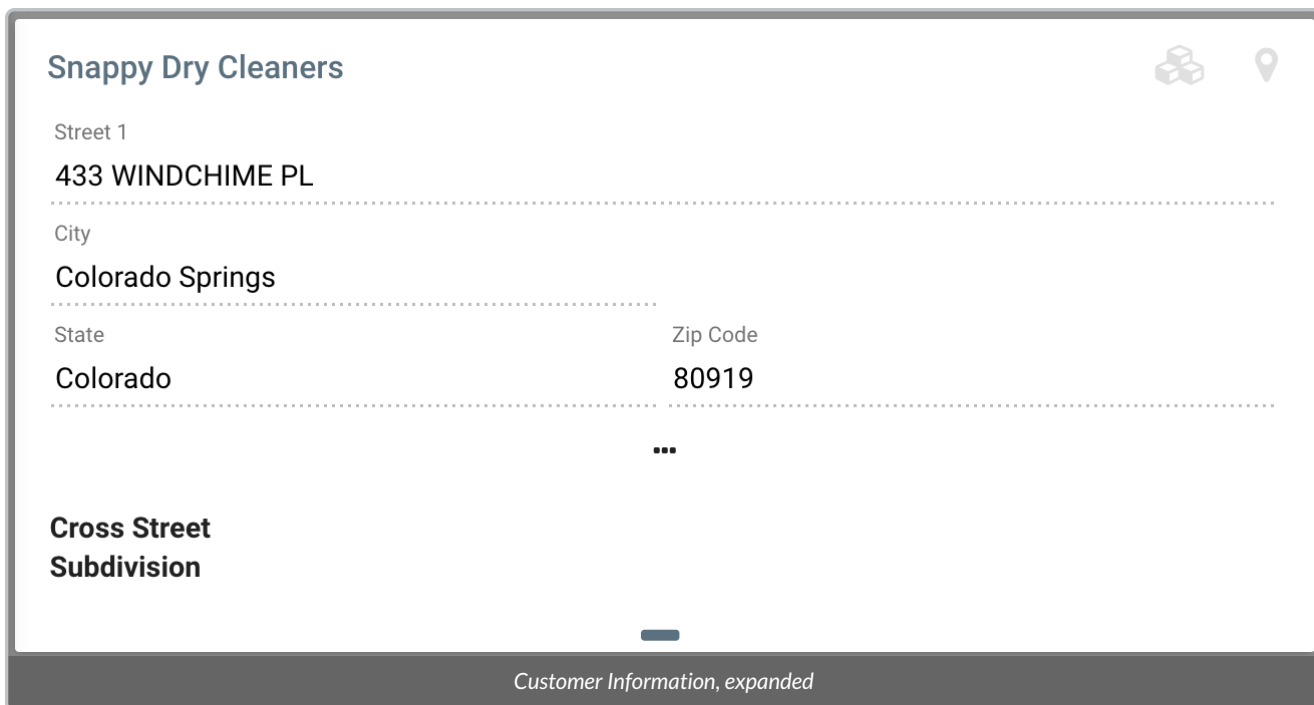 Snappy Dry Cleaners
Street 1
433 WINDCHIME PL
City
Colorado Springs
State Zip Code
Colorado 80919
...
Cross Street
Subdivision
Customer Information, expanded